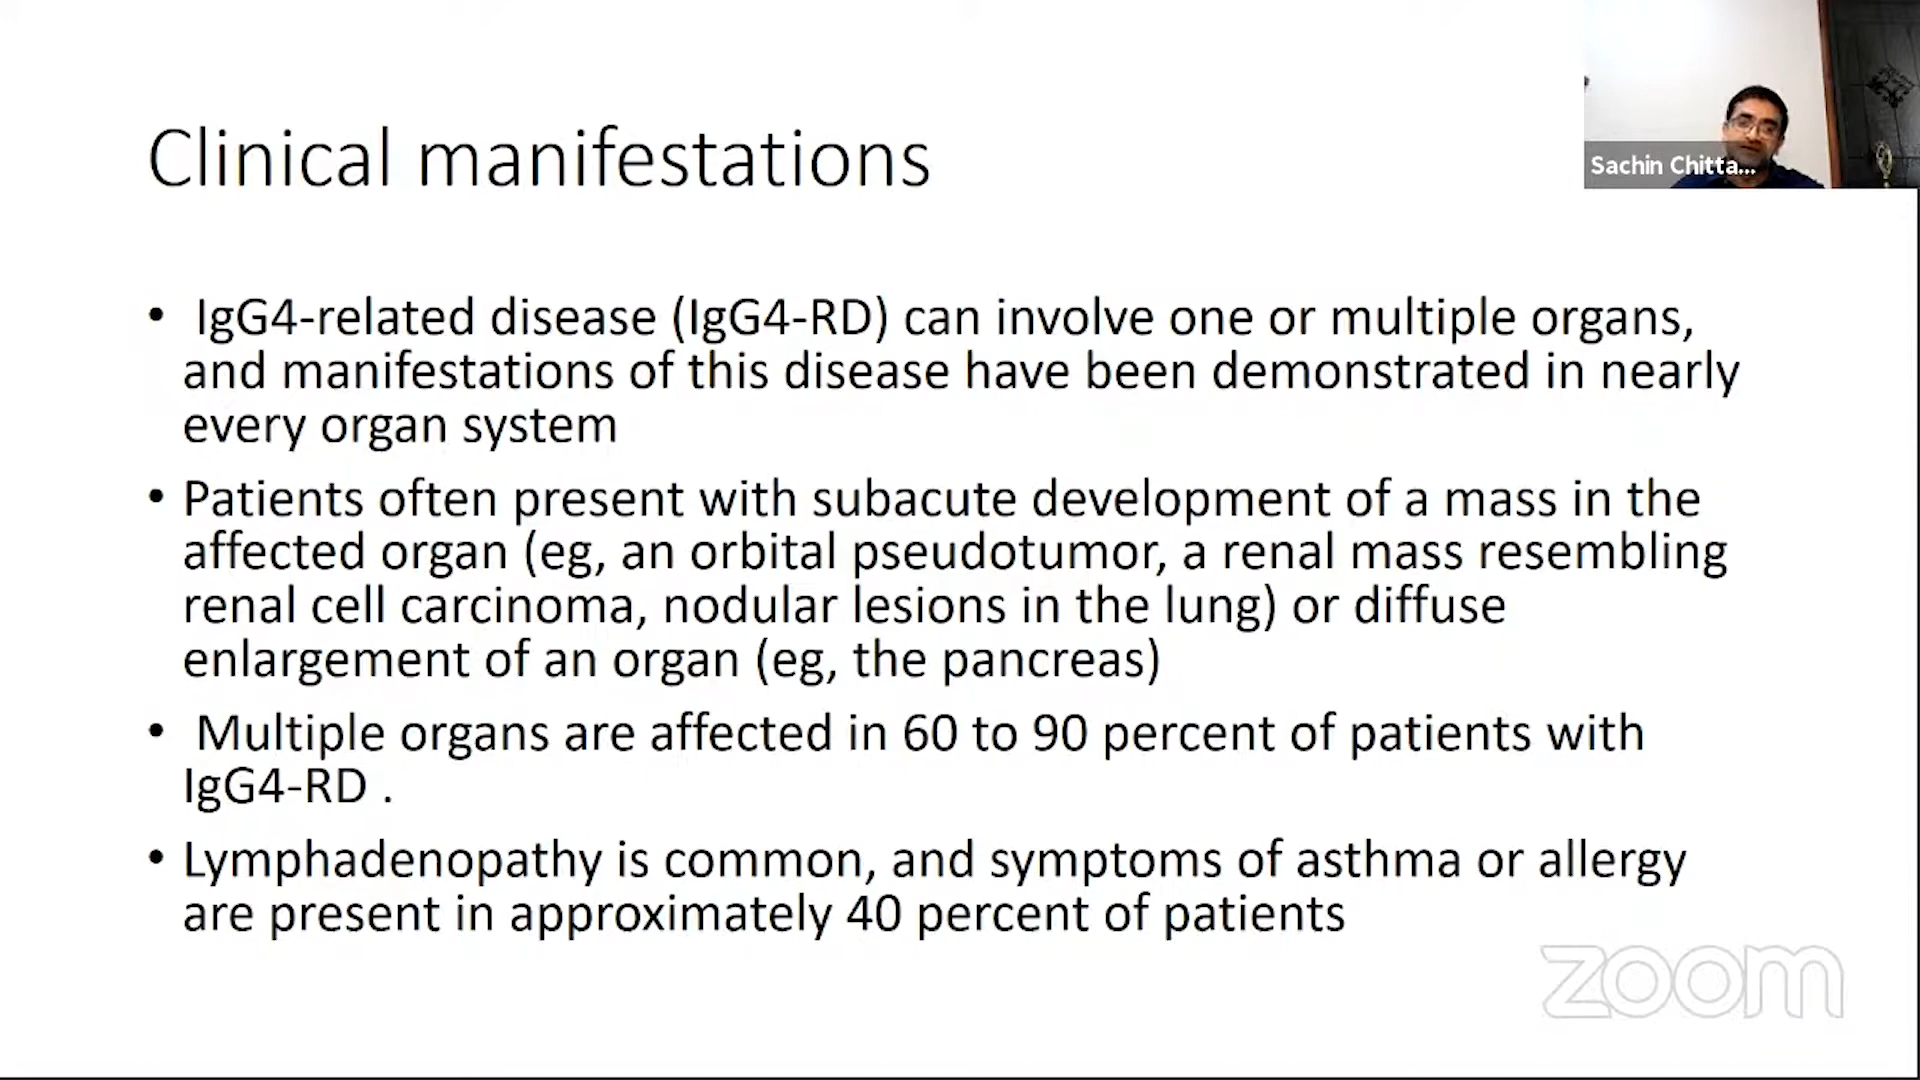 Clinical manifestations
Sachin Chitta...
• IgG4-related disease (IgG4-RD) can involve one or multiple organs,
and manifestations of this disease have been demonstrated in nearly
every organ system
• Patients often present with subacute development of a mass in the
affected organ (eg, an orbital pseudotumor, a renal mass resembling
renal cell carcinoma, nodular lesions in the lung) or diffuse
enlargement of an organ (eg, the pancreas)
• Multiple organs are affected in 60 to 90 percent of patients with
IgG4-RD .
• Lymphadenopathy is common, and symptoms of asthma or allergy
are present in approximately 40 percent of patients
zoom